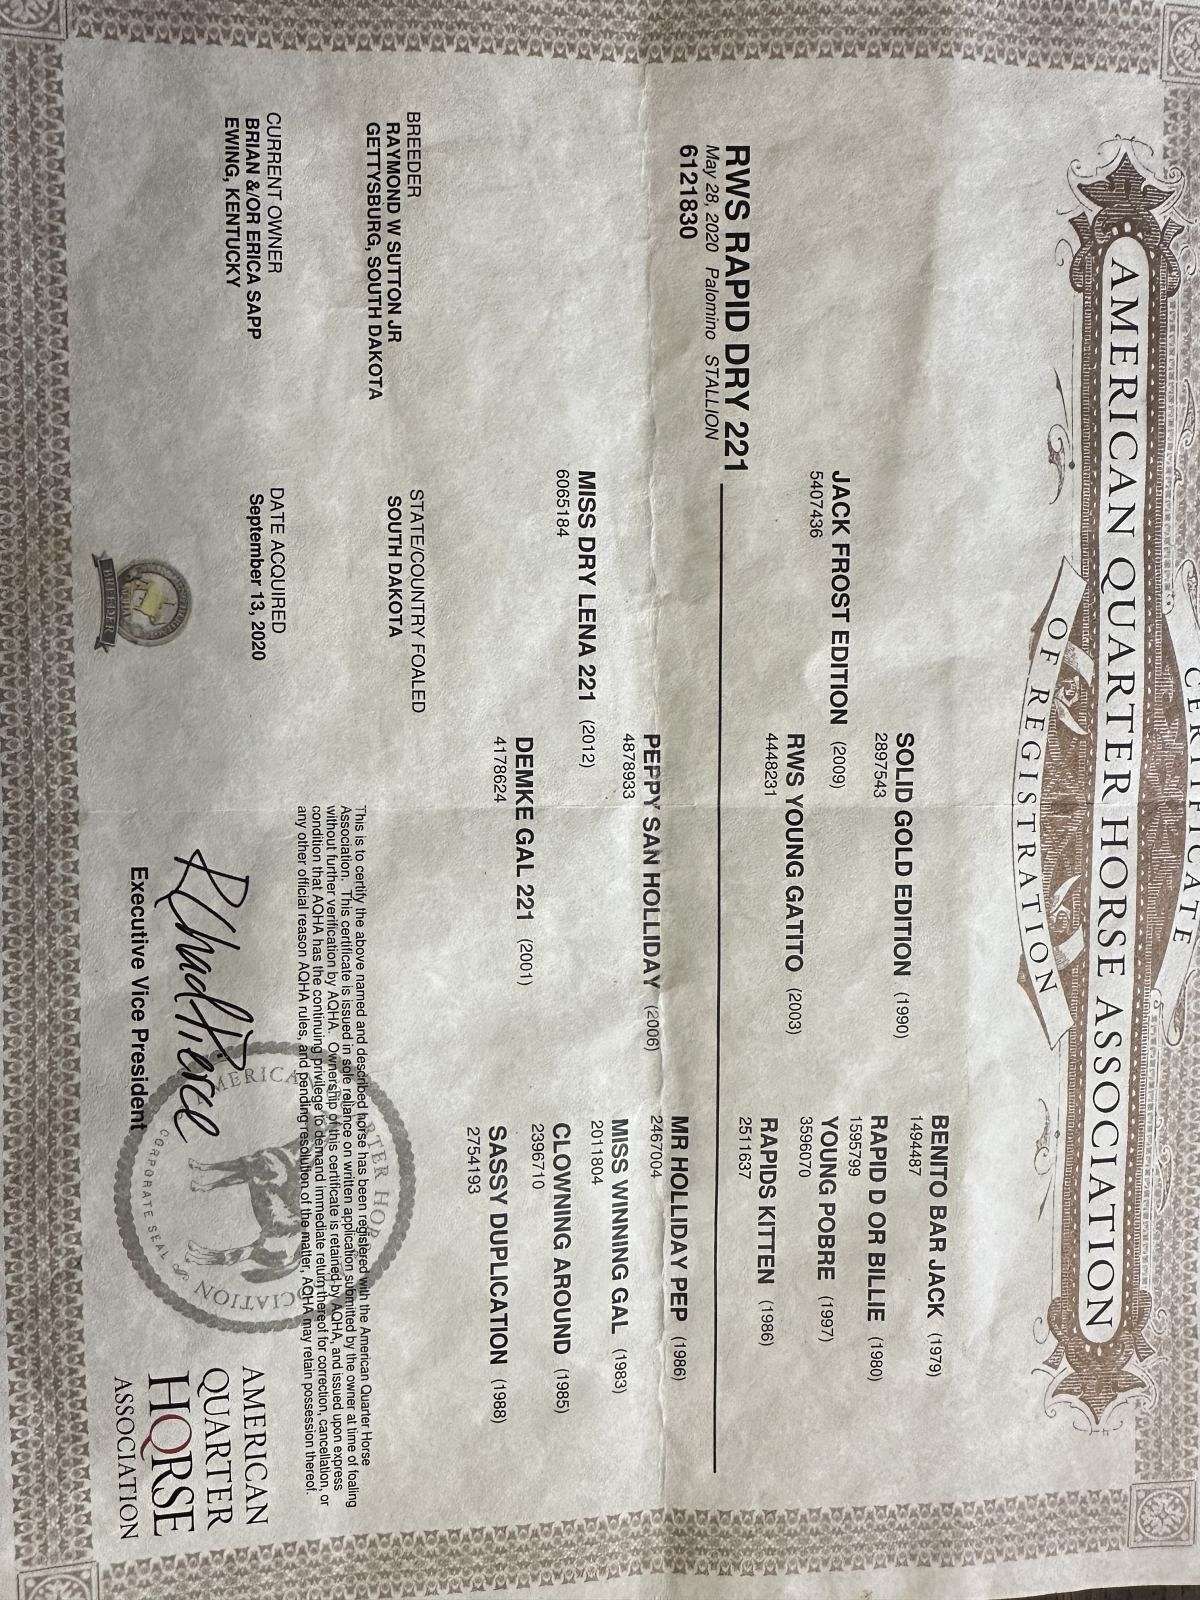 CERTIFICATE
AMERICAN QUARTER HORSE ASSOCIATION
OF REGISTRATION
BENITO BAR JACK (1979)
1494487
SOLID GOLD EDITION (1990)
2897543
RAPID D OR BILLIE (1980)
1595799
JACK FROST EDITION (2009)
5407436
YOUNG POBRE (1997)
3596070
RWS YOUNG GATITO (2003)
4448231
RAPIDS KITTEN (1986)
2511637
RWS RAPID DRY 221
May 28, 2020 Palomino STALLION
6121830
MR HOLLIDAY PEP (1986)
2467004
PEPPY SAN HOLLIDAY (2006)
4878933
MISS WINNING GAL (1983)
2011804
MISS DRY LENA 221 (2012)
6065184
CLOWNING AROUND (1985)
2396710
DEMKE GAL 221 (2001)
4178624
SASSY DUPLICATION (1988)
2754193
BREEDER
RAYMOND W SUTTON JR
GETTYSBURG, SOUTH DAKOTA
STATE/COUNTRY FOALED
SOUTH DAKOTA
CURRENT OWNER
BRIAN &/OR ERICA SAPP
EWING, KENTUCKY
DATE ACQUIRED
September 13, 2020
BREEDER
This is to certify the above named and described horse has been registered with the American Quarter Horse
Association. This certificate is issued in sole reliance on written application submitted by the owner at time of foaling
without further verification by AQHA. Ownership of this certificate is retained by AQHA, and issued upon express
condition that AQHA has the continuing privilege to demand immediate return thereof for correction, cancellation, or
any other official reason AQHA rules, and pending resolution of the matter, AQHA may retain possession thereof.
Executive Vice President
CORPORATE SEAL
AMERICAN
QUARTER
HORSE
ASSOCIATION